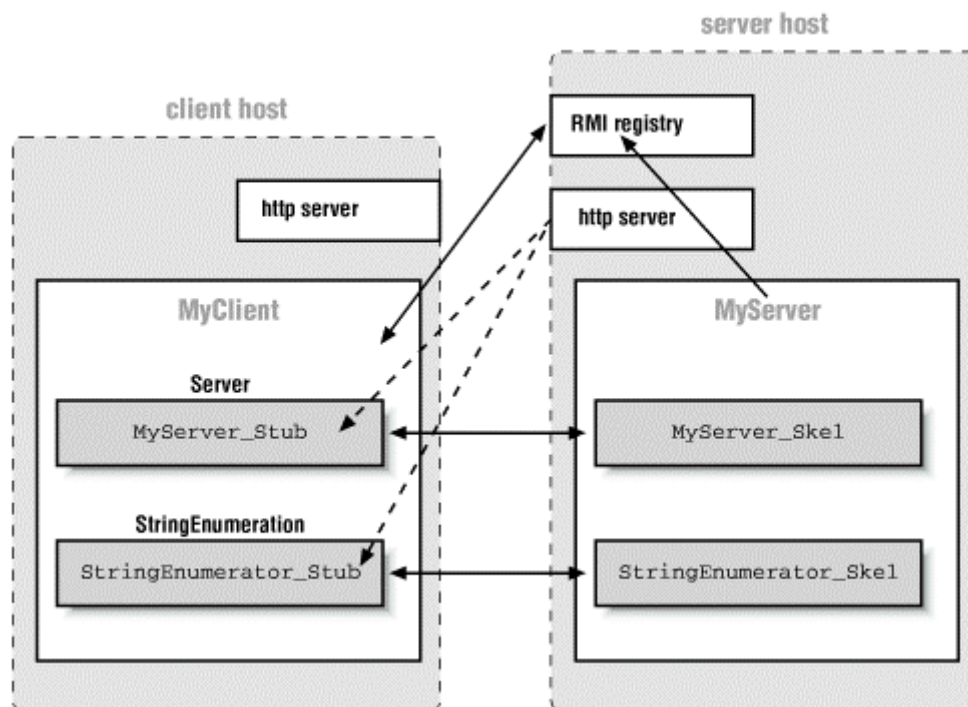 server host
client host
RMI registry
http server
http server
MyClient
MyServer
Server
MyServer_Stub
MyServer_Skel
StringEnumeration
StringEnumerator_Stub
StringEnumerator_Skel